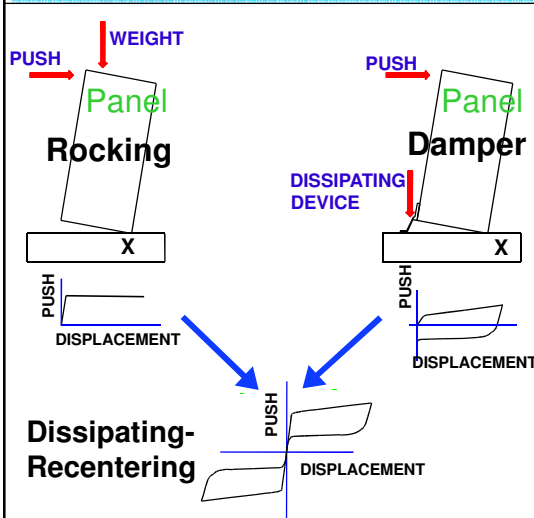 WEIGHT
PUSH
Panel
Rocking
X
PUSH
DISPLACEMENT
PUSH
Panel
Damper
DISSIPATING
DEVICE
X
PUSH
DISPLACEMENT
Dissipating-
Recentering
PUSH
DISPLACEMENT